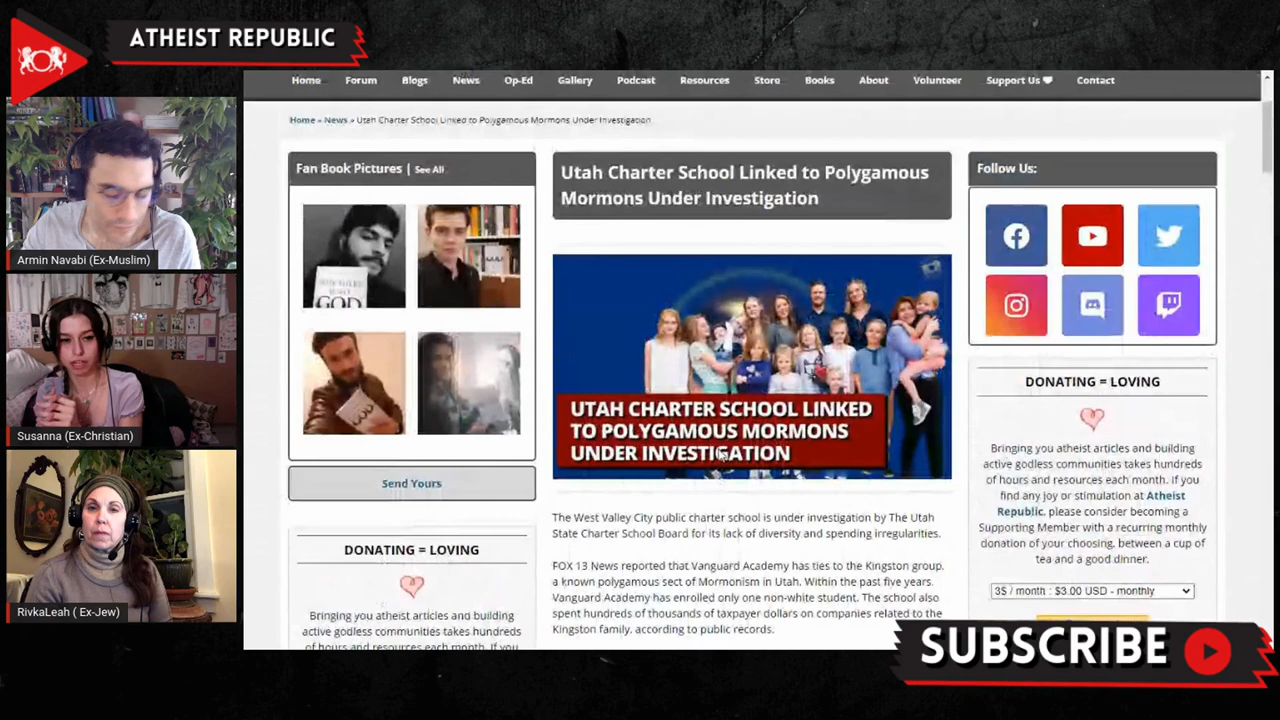 ATHEIST REPUBLIC
Home Forum Blogs News Op-Ed Gallery Podcast Resources Store Books About Volunteer Support Us Contact
Home » News » Utah Charter School Linked to Polygamous Mormons Under Investigation
Armin Navabi (Ex-Muslim)
Susanna (Ex-Christian)
RivkaLeah ( Ex-Jew)
Fan Book Pictures | See All
GOD
Send Yours
DONATING = LOVING
Bringing you atheist articles and building
active godless communities takes hundreds
of hours and resources each month. If you
Utah Charter School Linked to Polygamous
Mormons Under Investigation
UTAH CHARTER SCHOOL LINKED
TO POLYGAMOUS MORMONS
UNDER INVESTIGATION
The West Valley City public charter school is under investigation by The Utah
State Charter School Board for its lack of diversity and spending irregularities.
FOX 13 News reported that Vanguard Academy has ties to the Kingston group,
a known polygamous sect of Mormonism in Utah. Within the past five years.
Vanguard Academy has enrolled only one non-white student. The school also
spent hundreds of thousands of taxpayer dollars on companies related to the
Kingston family, according to public records.
Follow Us:
DONATING = LOVING
Bringing you atheist articles and building
active godless communities takes hundreds
of hours and resources each month. If you
find any joy or stimulation at Atheist
Republic, please consider becoming a
Supporting Member with a recurring monthly
donation of your choosing, between a cup of
tea and a good dinner.
3$ / month : $3.00 USD - monthly
SUBSCRIBE